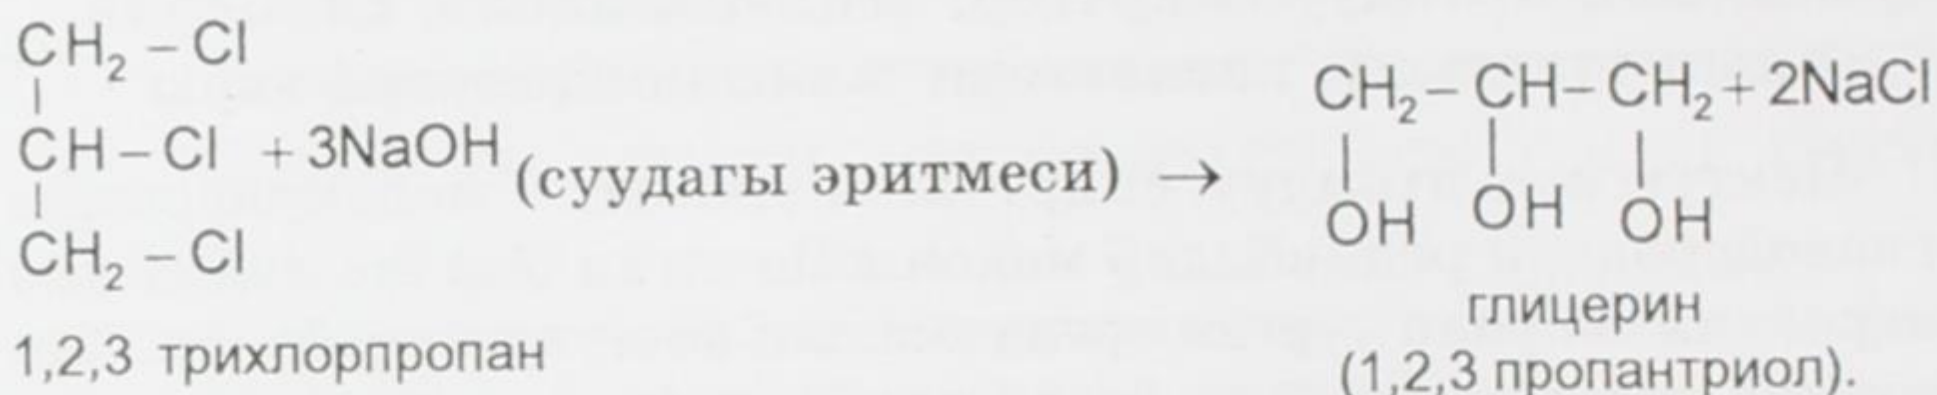 CH₂ – Cl
|
CH – Cl + 3NaOH (суудагы эритмеси) →
|
CH₂ – Cl
1,2,3 трихлорпропан
CH₂ – CH – CH₂ + 2NaCl
| | |
OH OH OH
глицерин
(1,2,3 пропантриол).